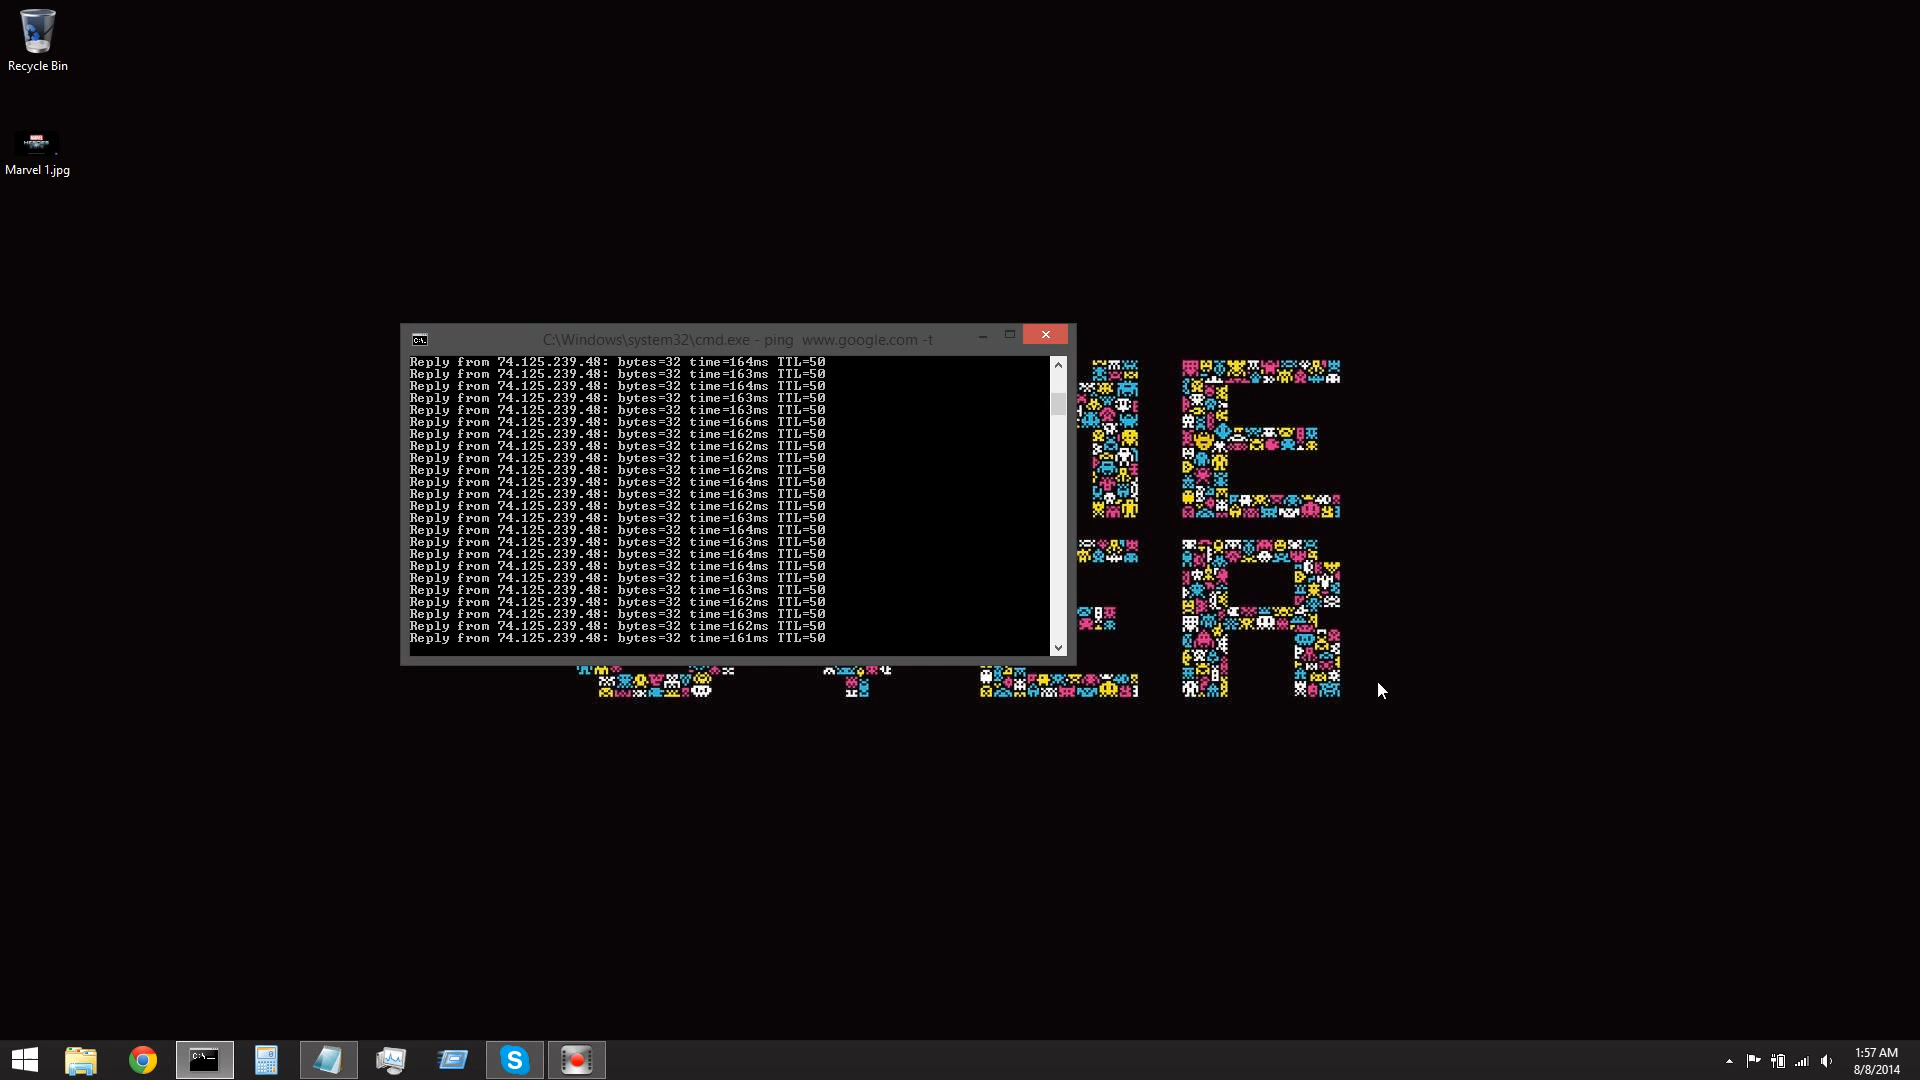 Recycle Bin
Marvel 1.jpg
C:\Windows\system32\cmd.exe - ping  www.google.com -t
Reply from 74.125.239.48: bytes=32 time=164ms TTL=50
Reply from 74.125.239.48: bytes=32 time=163ms TTL=50
Reply from 74.125.239.48: bytes=32 time=164ms TTL=50
Reply from 74.125.239.48: bytes=32 time=163ms TTL=50
Reply from 74.125.239.48: bytes=32 time=163ms TTL=50
Reply from 74.125.239.48: bytes=32 time=166ms TTL=50
Reply from 74.125.239.48: bytes=32 time=162ms TTL=50
Reply from 74.125.239.48: bytes=32 time=162ms TTL=50
Reply from 74.125.239.48: bytes=32 time=162ms TTL=50
Reply from 74.125.239.48: bytes=32 time=162ms TTL=50
Reply from 74.125.239.48: bytes=32 time=164ms TTL=50
Reply from 74.125.239.48: bytes=32 time=163ms TTL=50
Reply from 74.125.239.48: bytes=32 time=162ms TTL=50
Reply from 74.125.239.48: bytes=32 time=163ms TTL=50
Reply from 74.125.239.48: bytes=32 time=164ms TTL=50
Reply from 74.125.239.48: bytes=32 time=163ms TTL=50
Reply from 74.125.239.48: bytes=32 time=164ms TTL=50
Reply from 74.125.239.48: bytes=32 time=164ms TTL=50
Reply from 74.125.239.48: bytes=32 time=163ms TTL=50
Reply from 74.125.239.48: bytes=32 time=163ms TTL=50
Reply from 74.125.239.48: bytes=32 time=162ms TTL=50
Reply from 74.125.239.48: bytes=32 time=163ms TTL=50
Reply from 74.125.239.48: bytes=32 time=162ms TTL=50
Reply from 74.125.239.48: bytes=32 time=161ms TTL=50
E
R
1:57 AM
8/8/2014